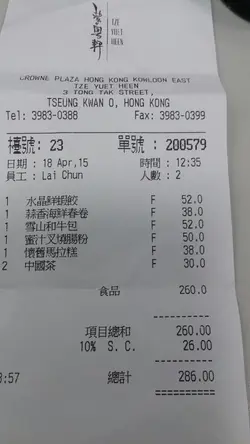 TZE
YUET
HEEN
CROWNE PLAZA HONG KONG KOWLOON EAST
TZE YUET HEEN
3 TONG TAK STREET,
TSEUNG KWAN O, HONG KONG
Tel: 3983-0388 Fax: 3983-0399
檯號: 23 單號: 200579
日期: 18 Apr,15 時間: 12:35
員工: Lai Chun 人數: 2
1 水晶鮮蝦餃 F 52.0
1 蒜香海鮮春卷 F 38.0
1 雪山和牛包 F 52.0
1 蜜汁叉燒腸粉 F 50.0
1 懷舊馬拉糕 F 38.0
2 中國茶 F 30.0
食品 260.0
項目總和 260.00
10% S. C. 26.00
3:57 總計 286.00